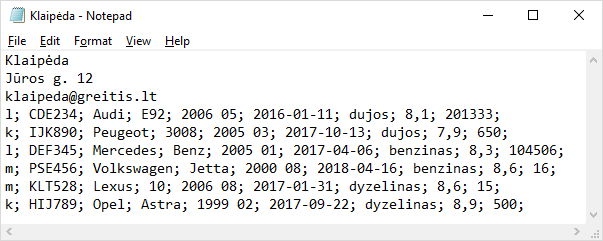 Klaipėda - Notepad
File Edit Format View Help
Klaipėda
Jūros g. 12
klaipeda@greitis.lt
l; CDE234; Audi; E92; 2006 05; 2016-01-11; dujos; 8,1; 201333;
k; IJK890; Peugeot; 3008; 2005 03; 2017-10-13; dujos; 7,9; 650;
l; DEF345; Mercedes; Benz; 2005 01; 2017-04-06; benzinas; 8,3; 104506;
m; PSE456; Volkswagen; Jetta; 2000 08; 2018-04-16; benzinas; 8,6; 16;
m; KLT528; Lexus; 10; 2006 08; 2017-01-31; dyzelinas; 8,6; 15;
k; HIJ789; Opel; Astra; 1999 02; 2017-09-22; dyzelinas; 8,9; 500;